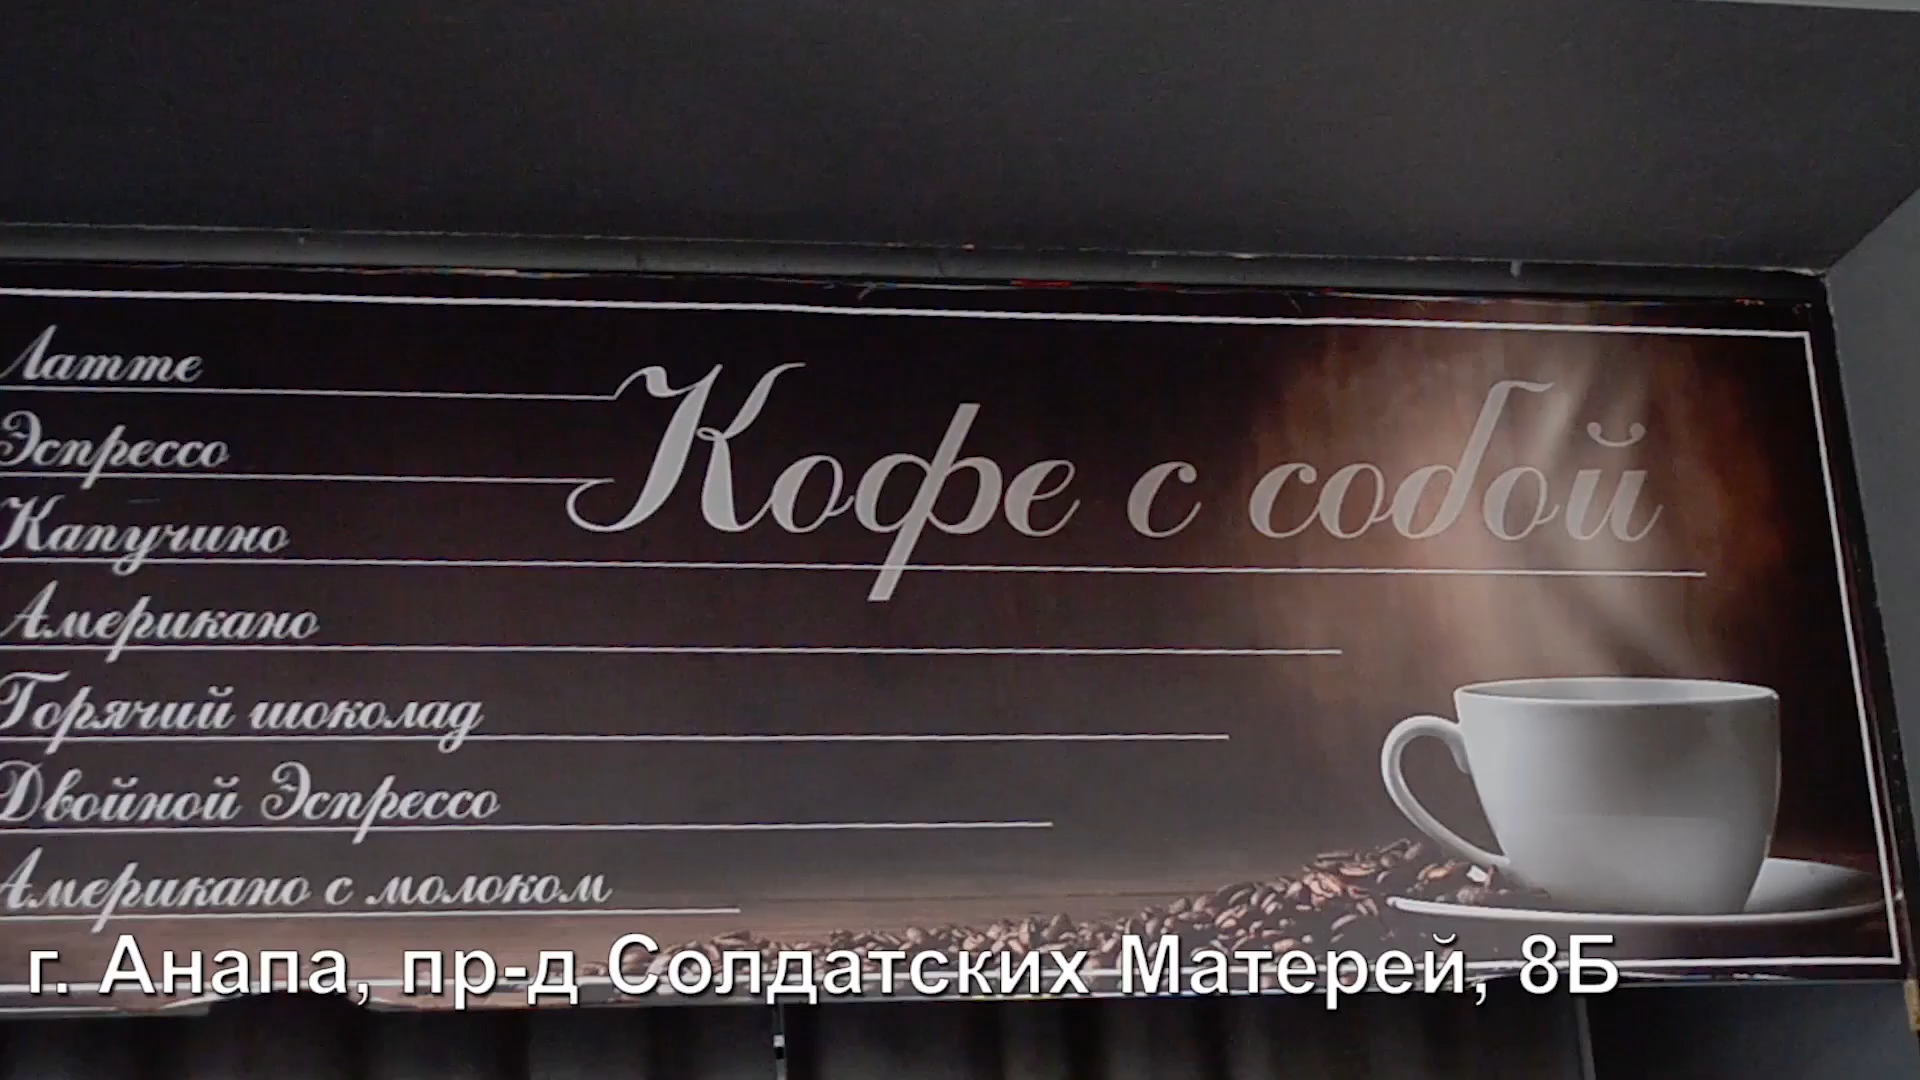 Латте
Эспрессо
Капучино
Американо
Горячий шоколад
Двойной Эспрессо
Американо с молоком
Кофе с собой
г. Анапа, пр-д Солдатских Матерей, 8Б